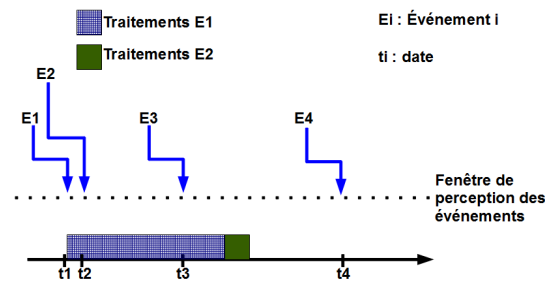 Traitements E1
Ei : Événement i
Traitements E2
ti : date
E2
E1
E3
E4
Fenêtre de
perception des
événements
t1
t2
t3
t4